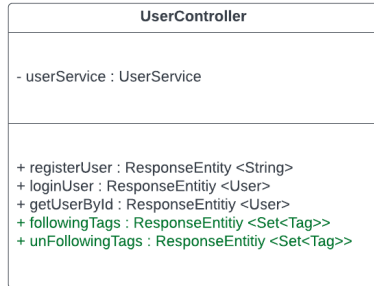 UserController
- userService : UserService
+ registerUser : ResponseEntity <String>
+ loginUser : ResponseEntitiy <User>
+ getUserById : ResponseEntitiy <User>
+ followingTags : ResponseEntitiy <Set<Tag>>
+ unFollowingTags : ResponseEntitiy <Set<Tag>>